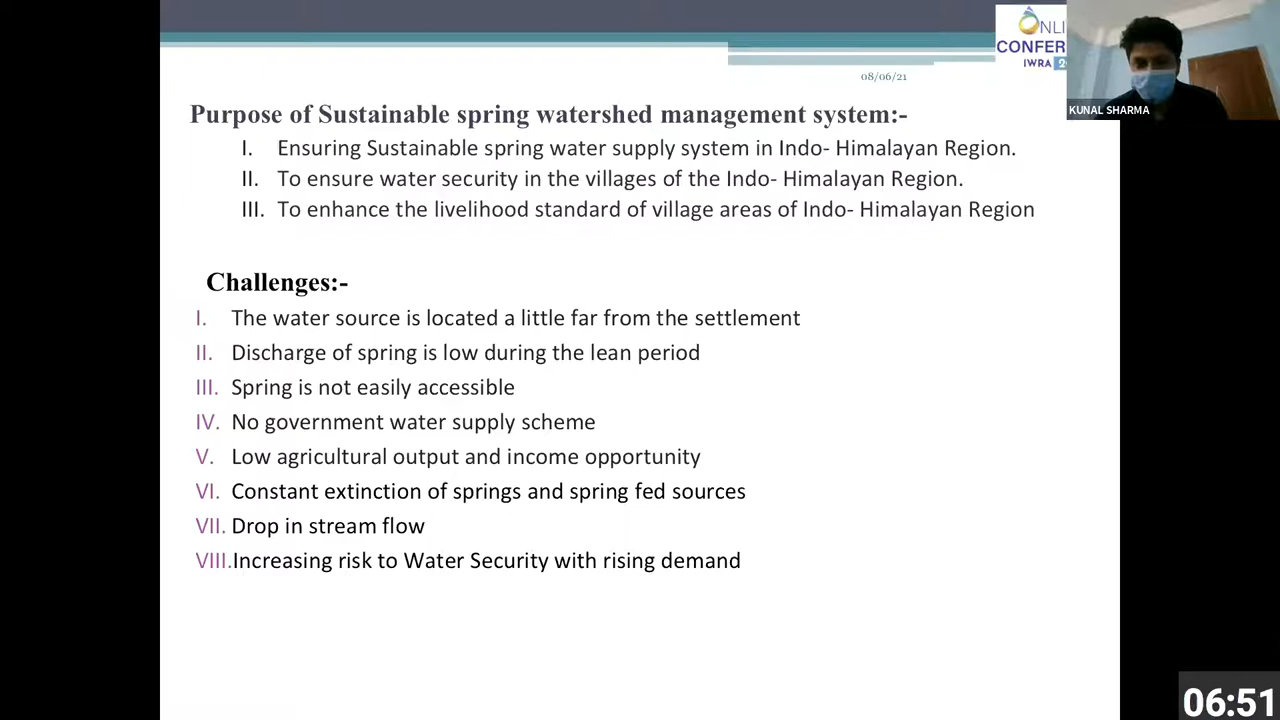 ONLI
CONFER
IWRA 2
08/06/21
KUNAL SHARMA
Purpose of Sustainable spring watershed management system:-
I. Ensuring Sustainable spring water supply system in Indo- Himalayan Region.
II. To ensure water security in the villages of the Indo- Himalayan Region.
III. To enhance the livelihood standard of village areas of Indo- Himalayan Region
Challenges:-
I. The water source is located a little far from the settlement
II. Discharge of spring is low during the lean period
III. Spring is not easily accessible
IV. No government water supply scheme
V. Low agricultural output and income opportunity
VI. Constant extinction of springs and spring fed sources
VII. Drop in stream flow
VIII.Increasing risk to Water Security with rising demand
06:51